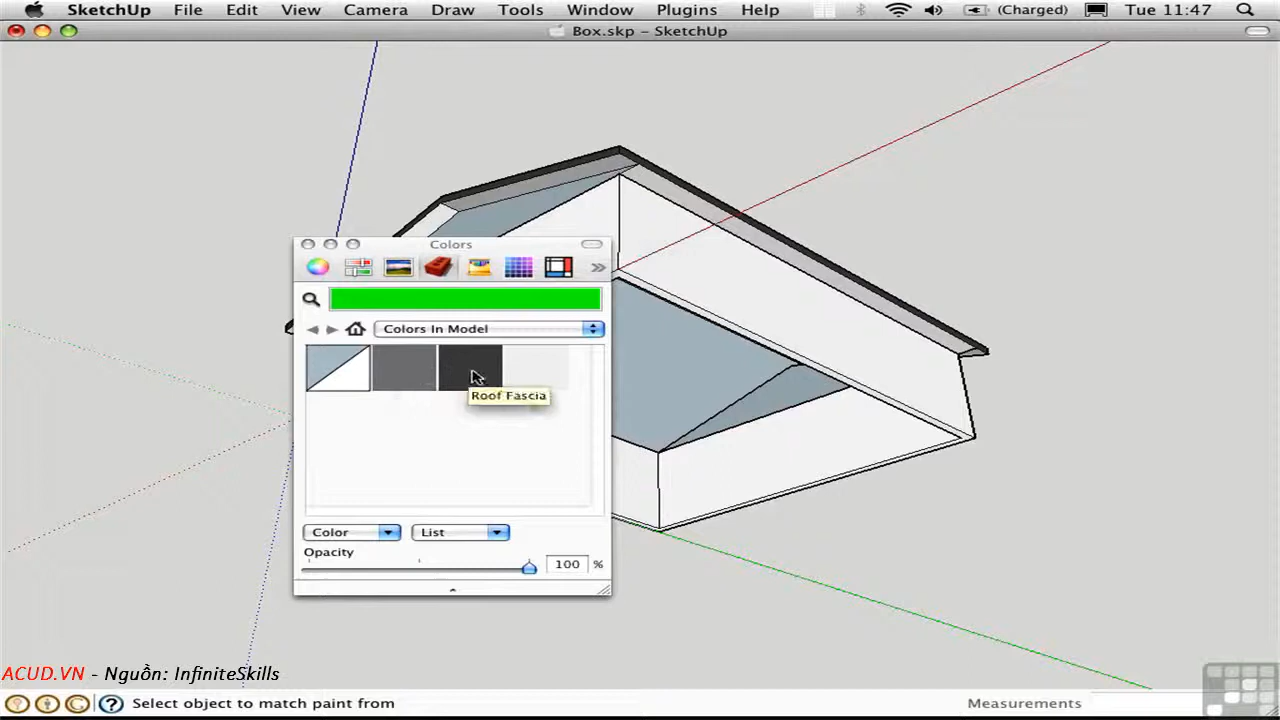 SketchUp File Edit View Camera Draw Tools Window Plugins Help (Charged) Tue 11:47
Box.skp – SketchUp
Colors
Colors In Model
Roof Fascia
Color List
Opacity
100 %
ACUD.VN - Nguồn: InfiniteSkills
Select object to match paint from Measurements